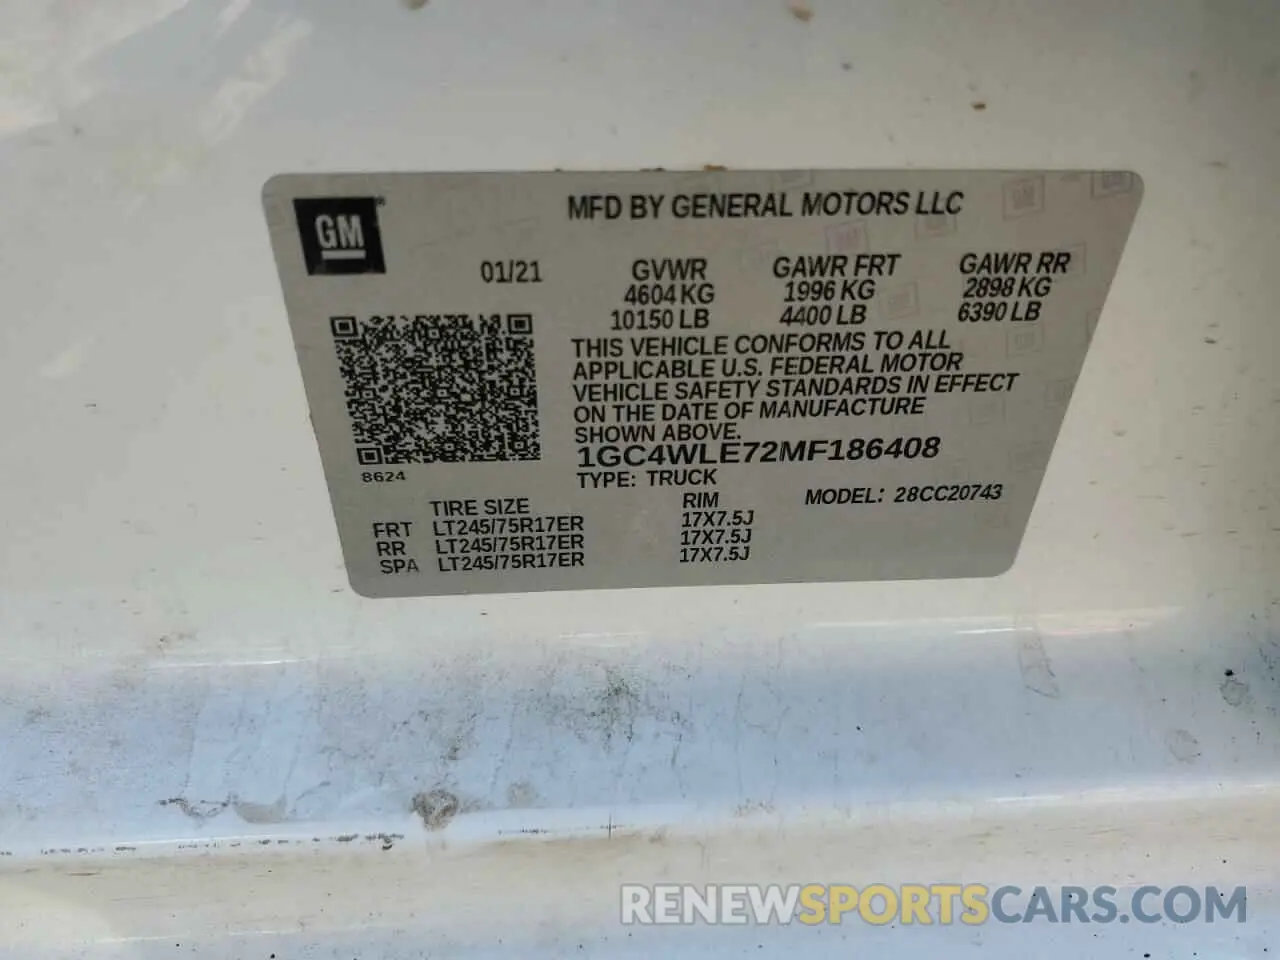 GM
MFD BY GENERAL MOTORS LLC
01/21
GVWR
4604 KG
10150 LB
GAWR FRT
1996 KG
4400 LB
GAWR RR
2898 KG
6390 LB
THIS VEHICLE CONFORMS TO ALL
APPLICABLE U.S. FEDERAL MOTOR
VEHICLE SAFETY STANDARDS IN EFFECT
ON THE DATE OF MANUFACTURE
SHOWN ABOVE.
1GC4WLE72MF186408
8624
TYPE: TRUCK
MODEL: 28CC20743
TIRE SIZE RIM
FRT LT245/75R17ER 17X7.5J
RR LT245/75R17ER 17X7.5J
SPA LT245/75R17ER 17X7.5J
RENEWSPORTSCARS.COM